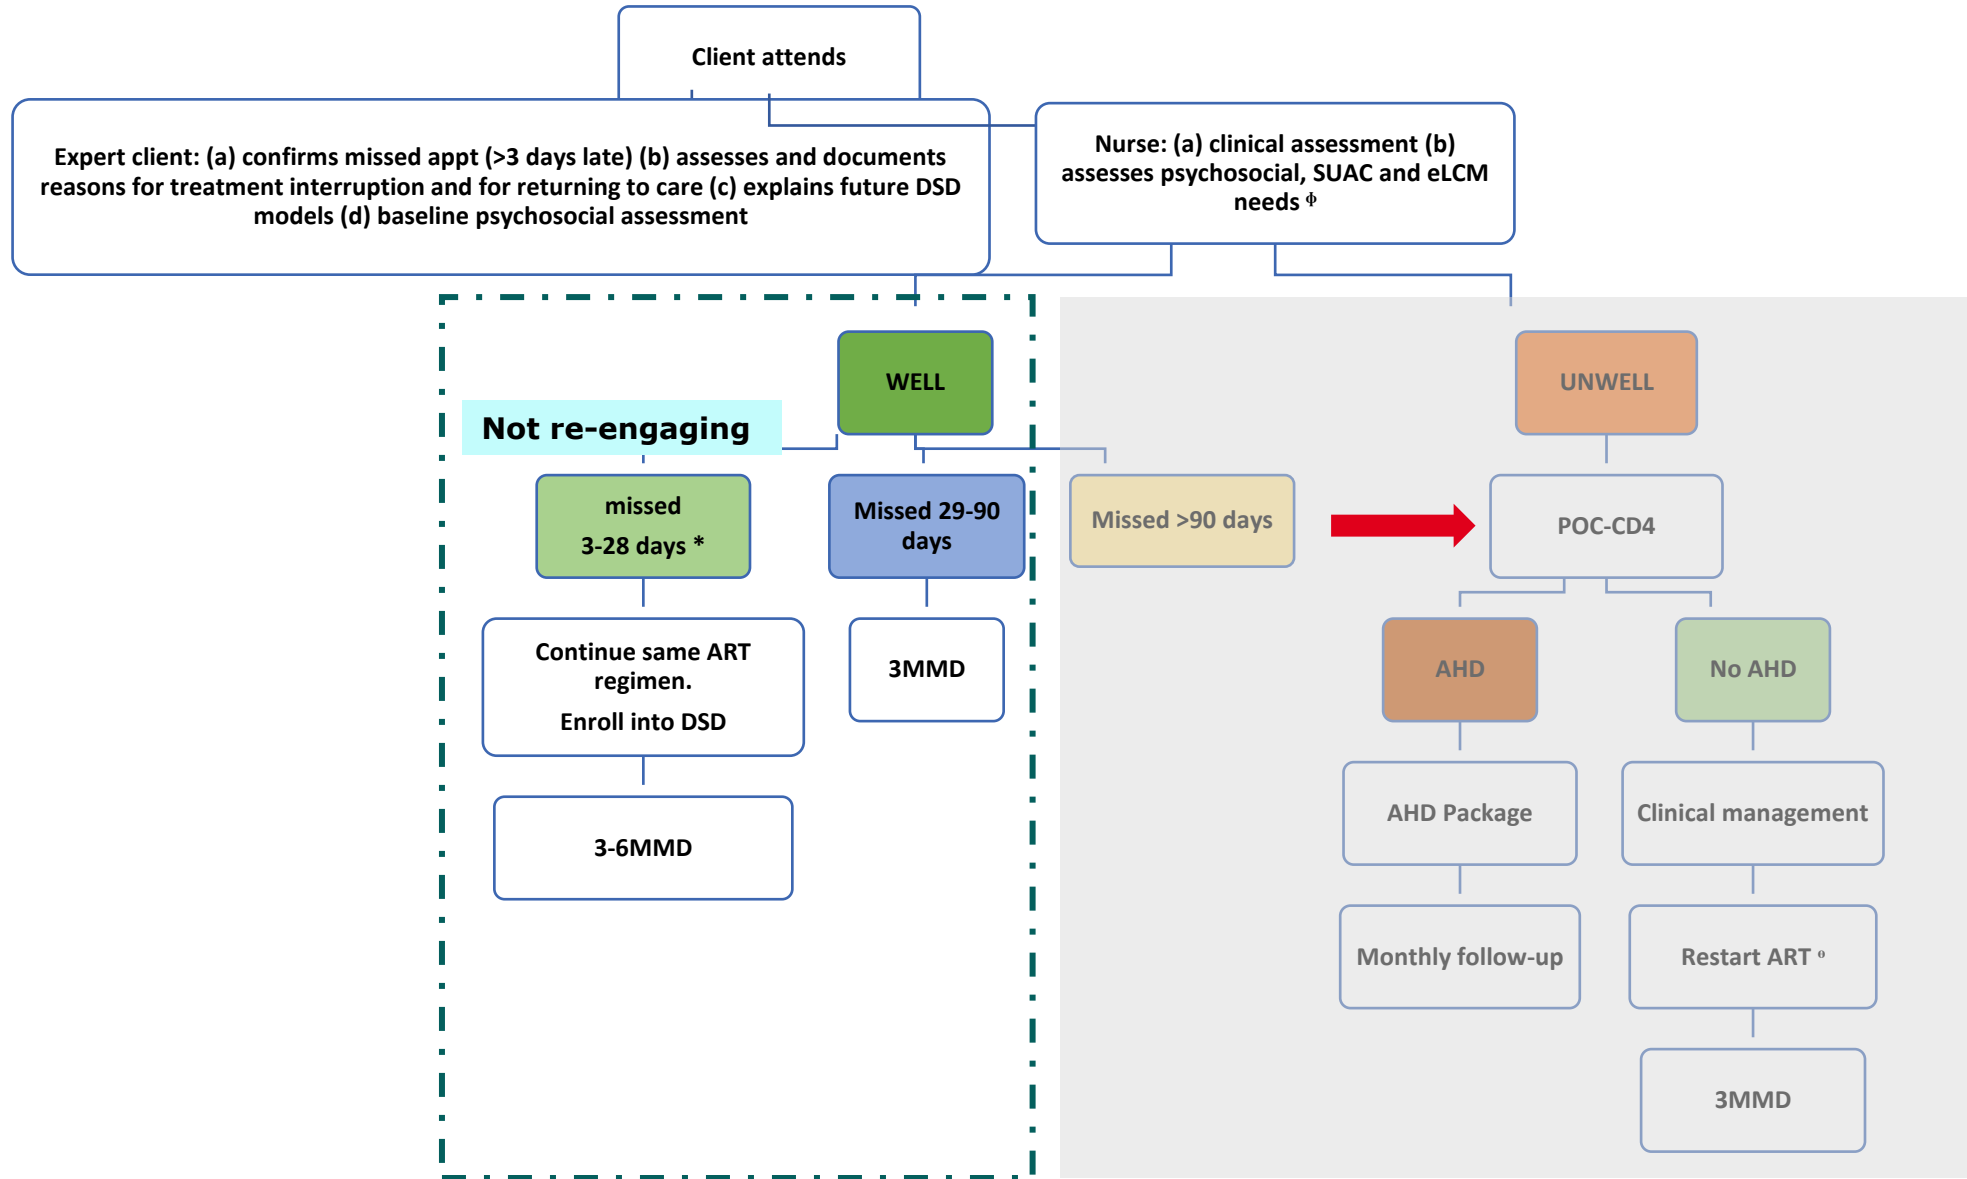 Client attends
Expert client: (a) confirms missed appt (>3 days late) (b) assesses and documents
reasons for treatment interruption and for returning to care (c) explains future DSD
models (d) baseline psychosocial assessment
Nurse: (a) clinical assessment (b)
assesses psychosocial, SUAC and eLCM
needs Φ
WELL
UNWELL
Not re-engaging
missed
3-28 days *
Missed 29-90
days
Missed >90 days
POC-CD4
Continue same ART
regimen.
Enroll into DSD
3MMD
AHD
No AHD
3-6MMD
AHD Package
Clinical management
Monthly follow-up
Restart ART θ
3MMD